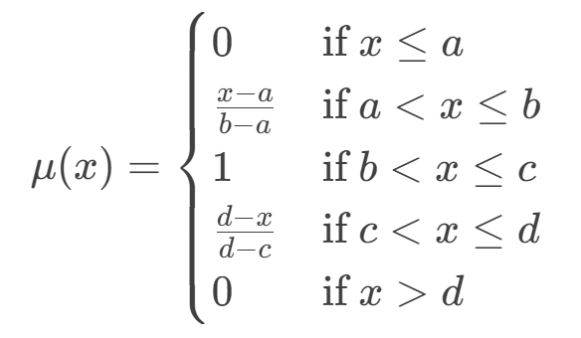 0 if x ≤ a
x−a/b−a if a < x ≤ b
μ(x) = { 1 if b < x ≤ c
d−x/d−c if c < x ≤ d
0 if x > d